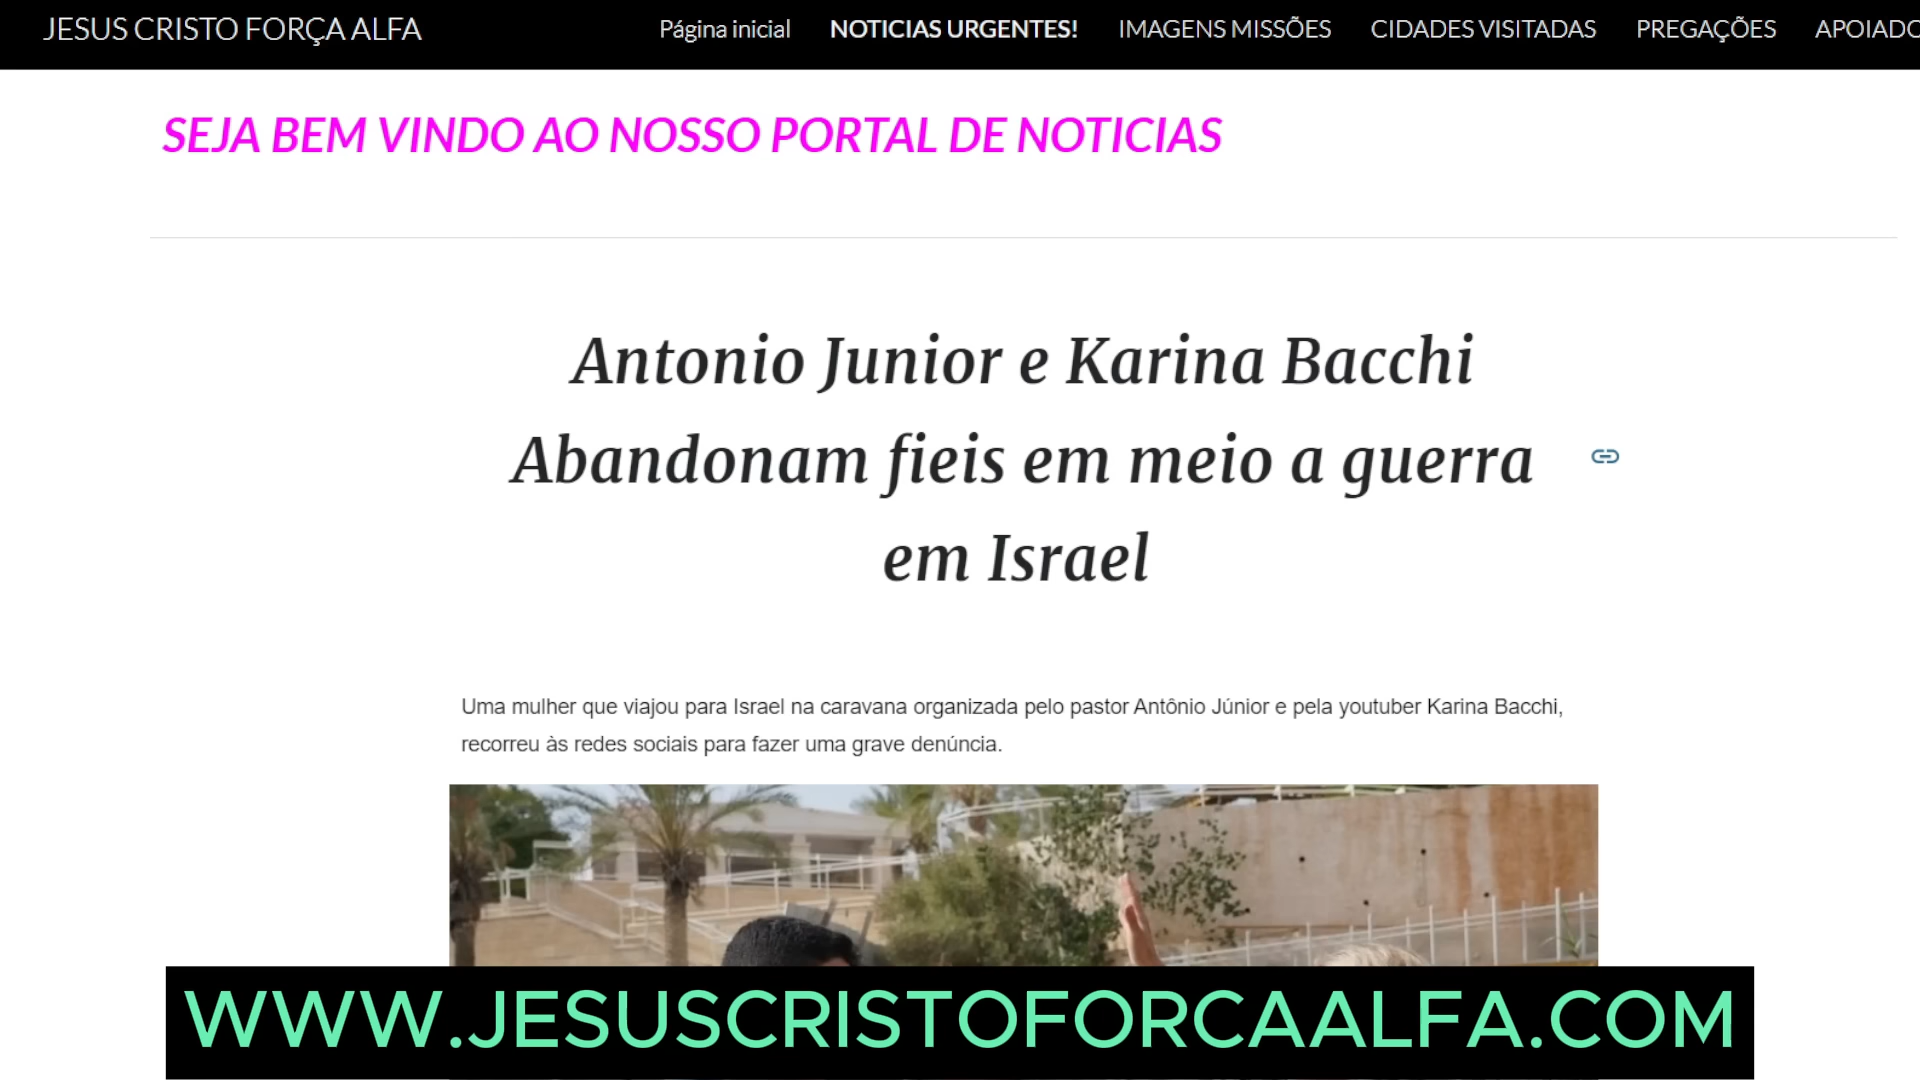 JESUS CRISTO FORÇA ALFA
Página inicial
NOTICIAS URGENTES!
IMAGENS MISSÕES
CIDADES VISITADAS
PREGAÇÕES
SEJA BEM VINDO AO NOSSO PORTAL DE NOTICIAS
Antonio Junior e Karina Bacchi
Abandonam fieis em meio a guerra
em Israel
Uma mulher que viajou para Israel na caravana organizada pelo pastor Antônio Júnior e pela youtuber Karina Bacchi,
recorreu às redes sociais para fazer uma grave denúncia.
WWW.JESUSCRISTOFORCAALFA.COM